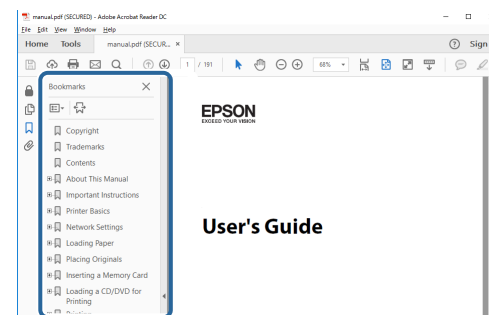 manual.pdf (SECURED) - Adobe Acrobat Reader DC
File Edit View Window Help
Home Tools manual.pdf (SECUR... ×
Sign
1 / 191 68%
Bookmarks
Copyright
Trademarks
Contents
About This Manual
Important Instructions
Printer Basics
Network Settings
Loading Paper
Placing Originals
Inserting a Memory Card
Loading a CD/DVD for
Printing
EPSON
EXCEED YOUR VISION
User's Guide